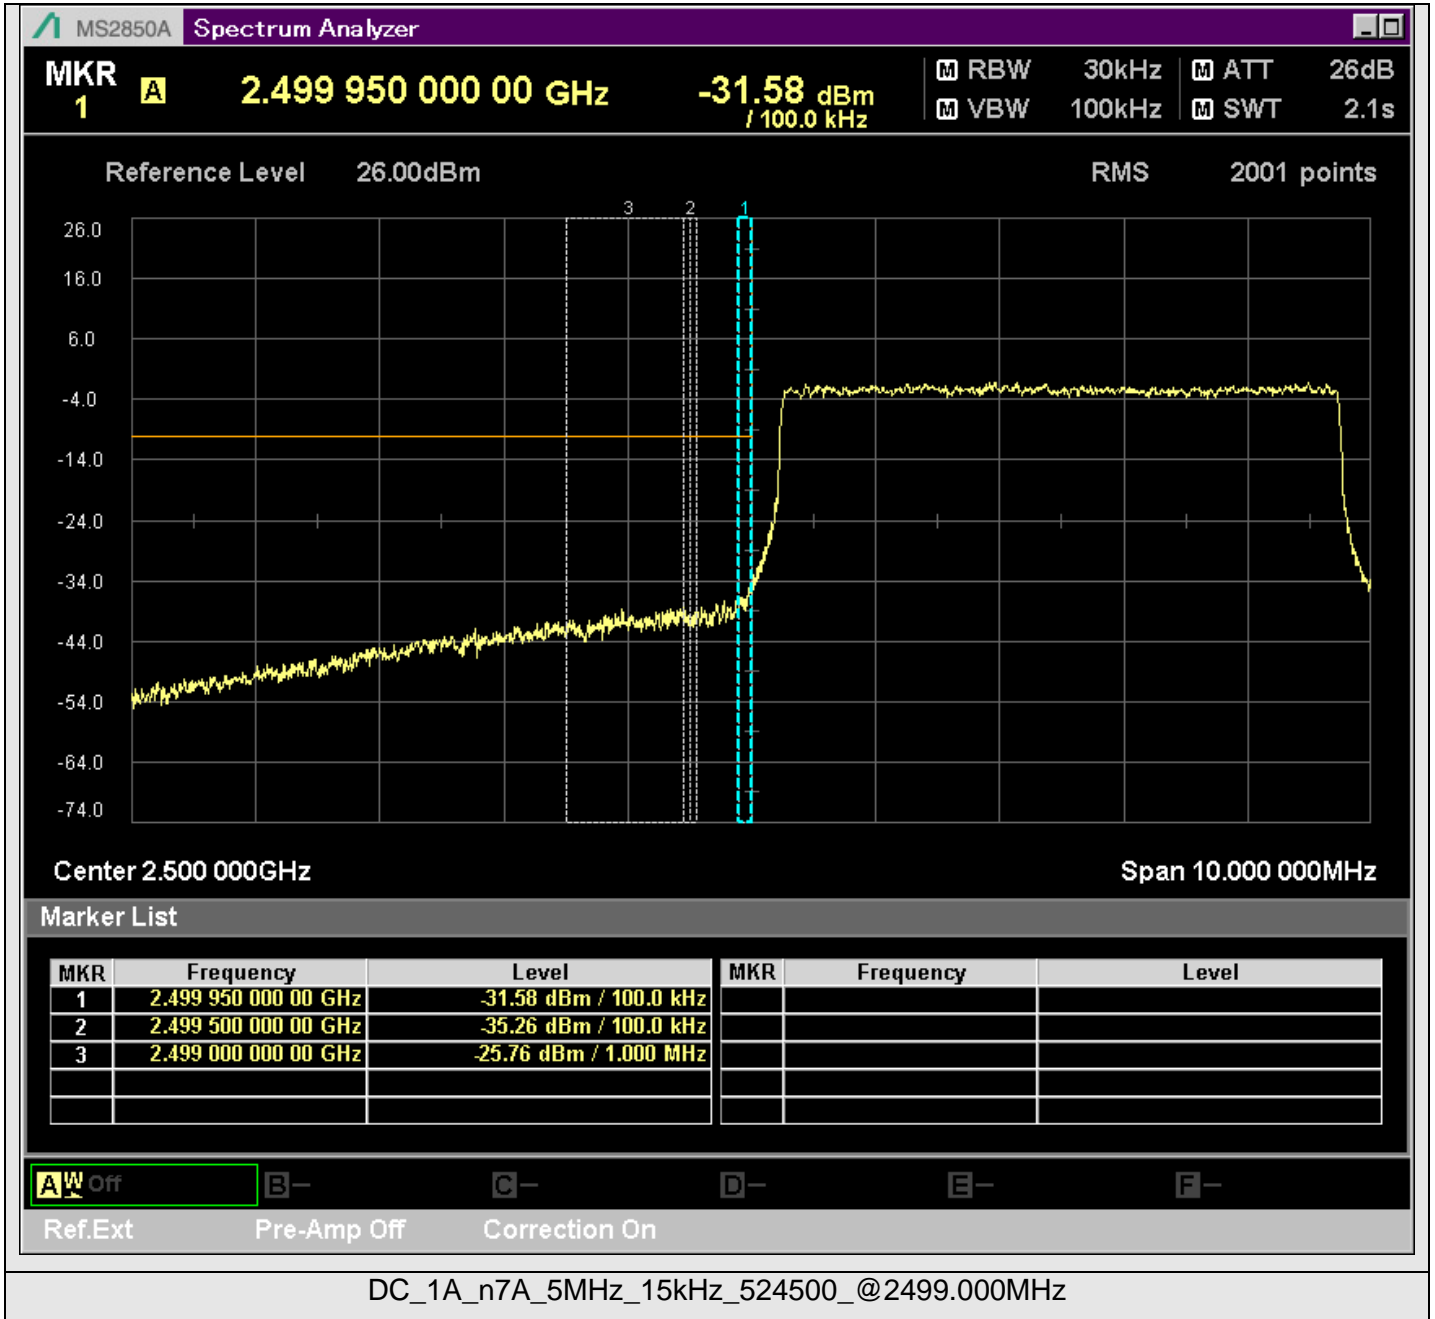 MS2850A Spectrum Analyzer
MKR 1 A 2.499 950 000 00 GHz -31.58 dBm / 100.0 kHz
M RBW 30kHz M ATT 26dB
M VBW 100kHz M SWT 2.1s
Reference Level 26.00dBm RMS 2001 points
3 2 1
26.0
16.0
6.0
-4.0
-14.0
-24.0
-34.0
-44.0
-54.0
-64.0
-74.0
Center 2.500 000GHz Span 10.000 000MHz
Marker List
MKR Frequency Level MKR Frequency Level
1 2.499 950 000 00 GHz -31.58 dBm / 100.0 kHz
2 2.499 500 000 00 GHz -35.26 dBm / 100.0 kHz
3 2.499 000 000 00 GHz -25.76 dBm / 1.000 MHz
A W Off B – C – D – E – F –
Ref.Ext Pre-Amp Off Correction On
DC_1A_n7A_5MHz_15kHz_524500_@2499.000MHz